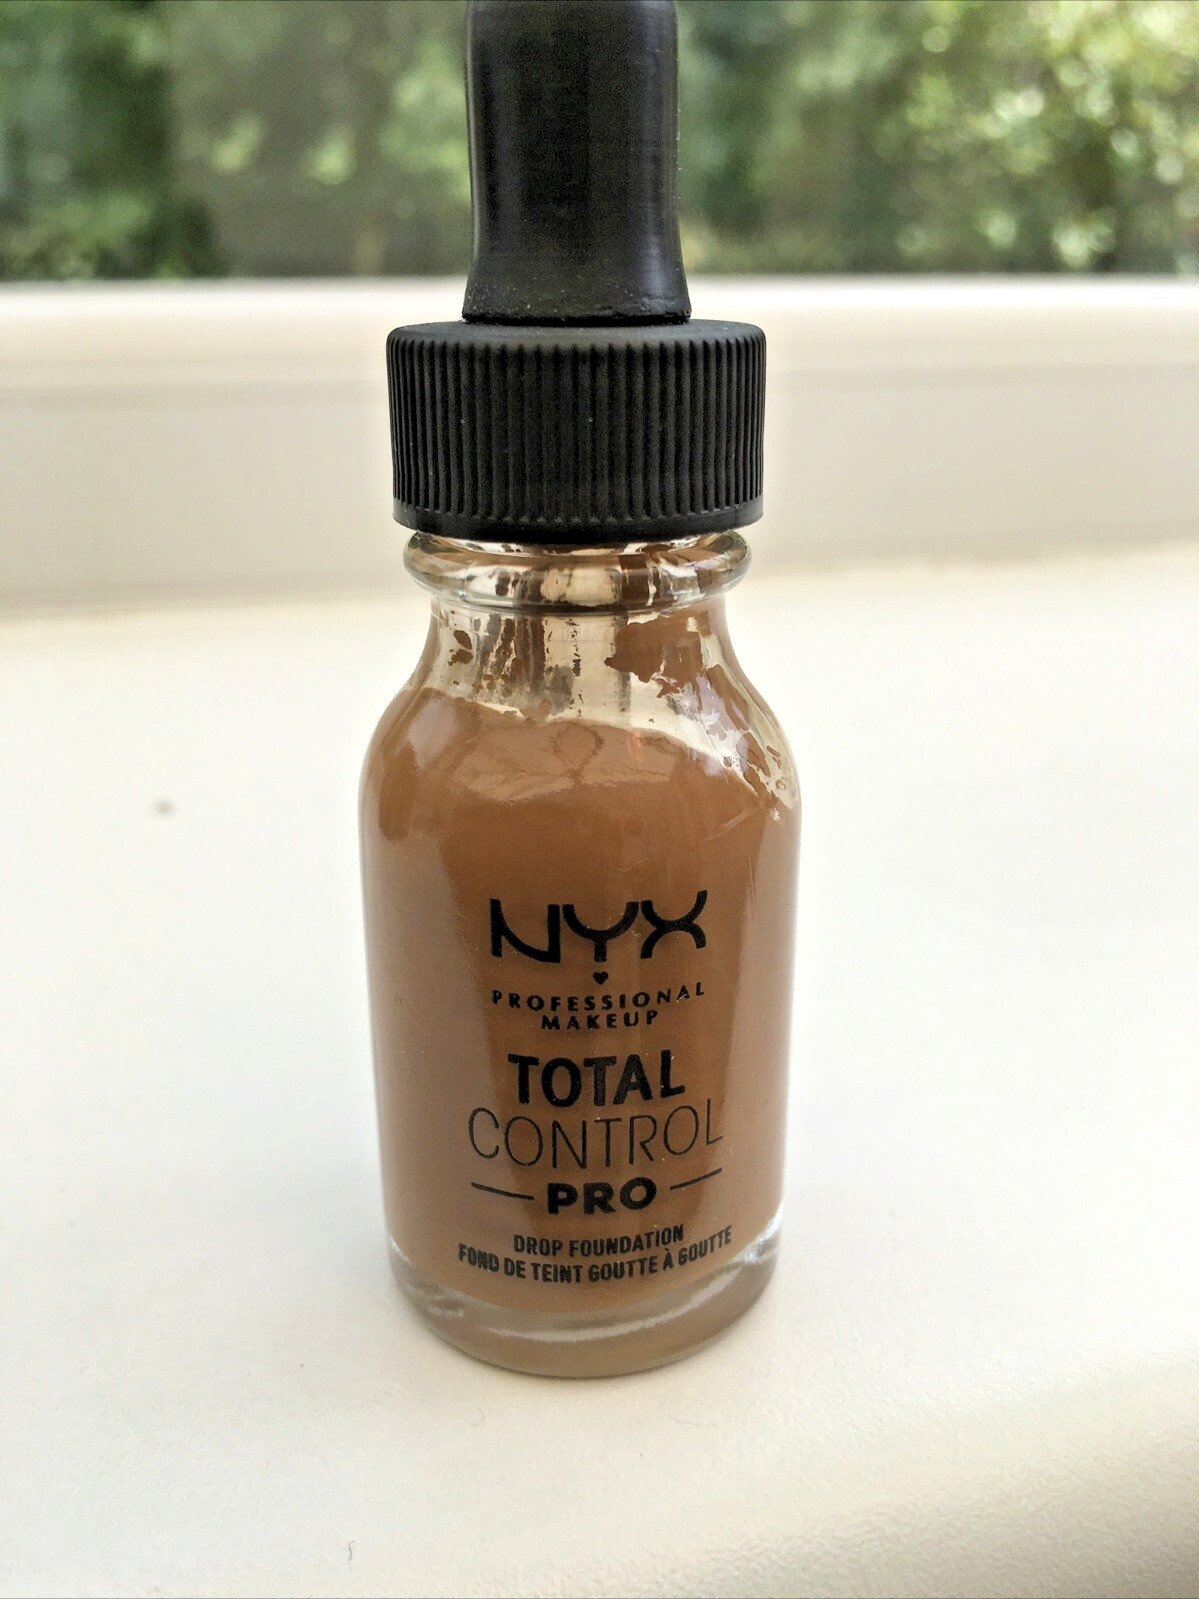 NYX
PROFESSIONAL
MAKEUP
TOTAL
CONTROL
PRO
DROP FOUNDATION
FOND DE TEINT GOUTTE À GOUTTE